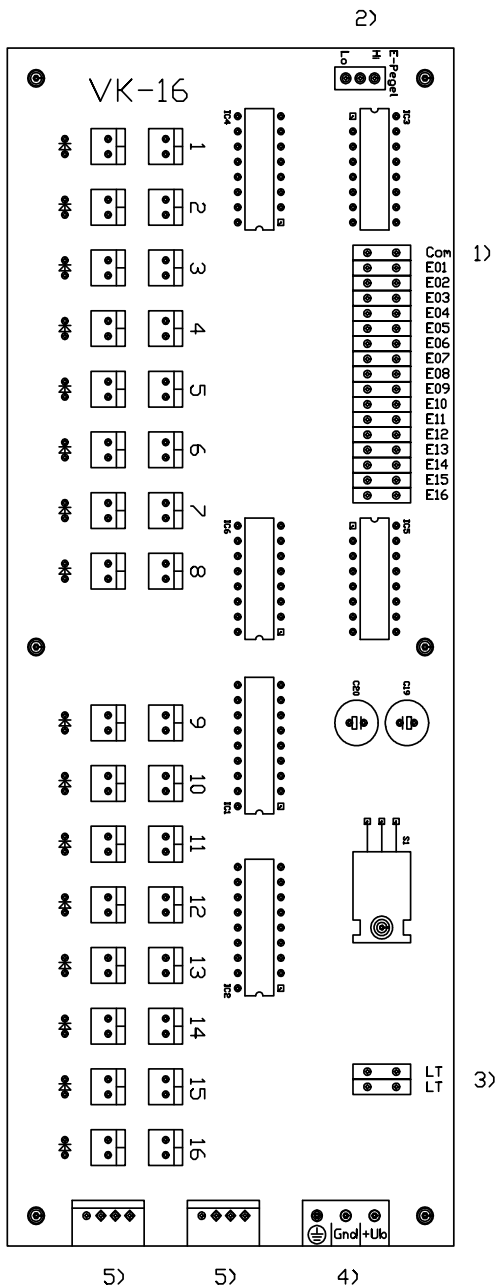 2)
Lo
Hi
E-Pegel
VK-16
IC4
IC3
1
2
3
4
5
6
7
8
Com
E01
E02
E03
E04
E05
E06
E07
E08
E09
E10
E11
E12
E13
E14
E15
E16
1)
IC6
IC5
C20
C19
9
10
11
12
13
14
15
16
IC1
S1
IC2
LT
LT
3)
Gnd
+Ub
5)
5)
4)